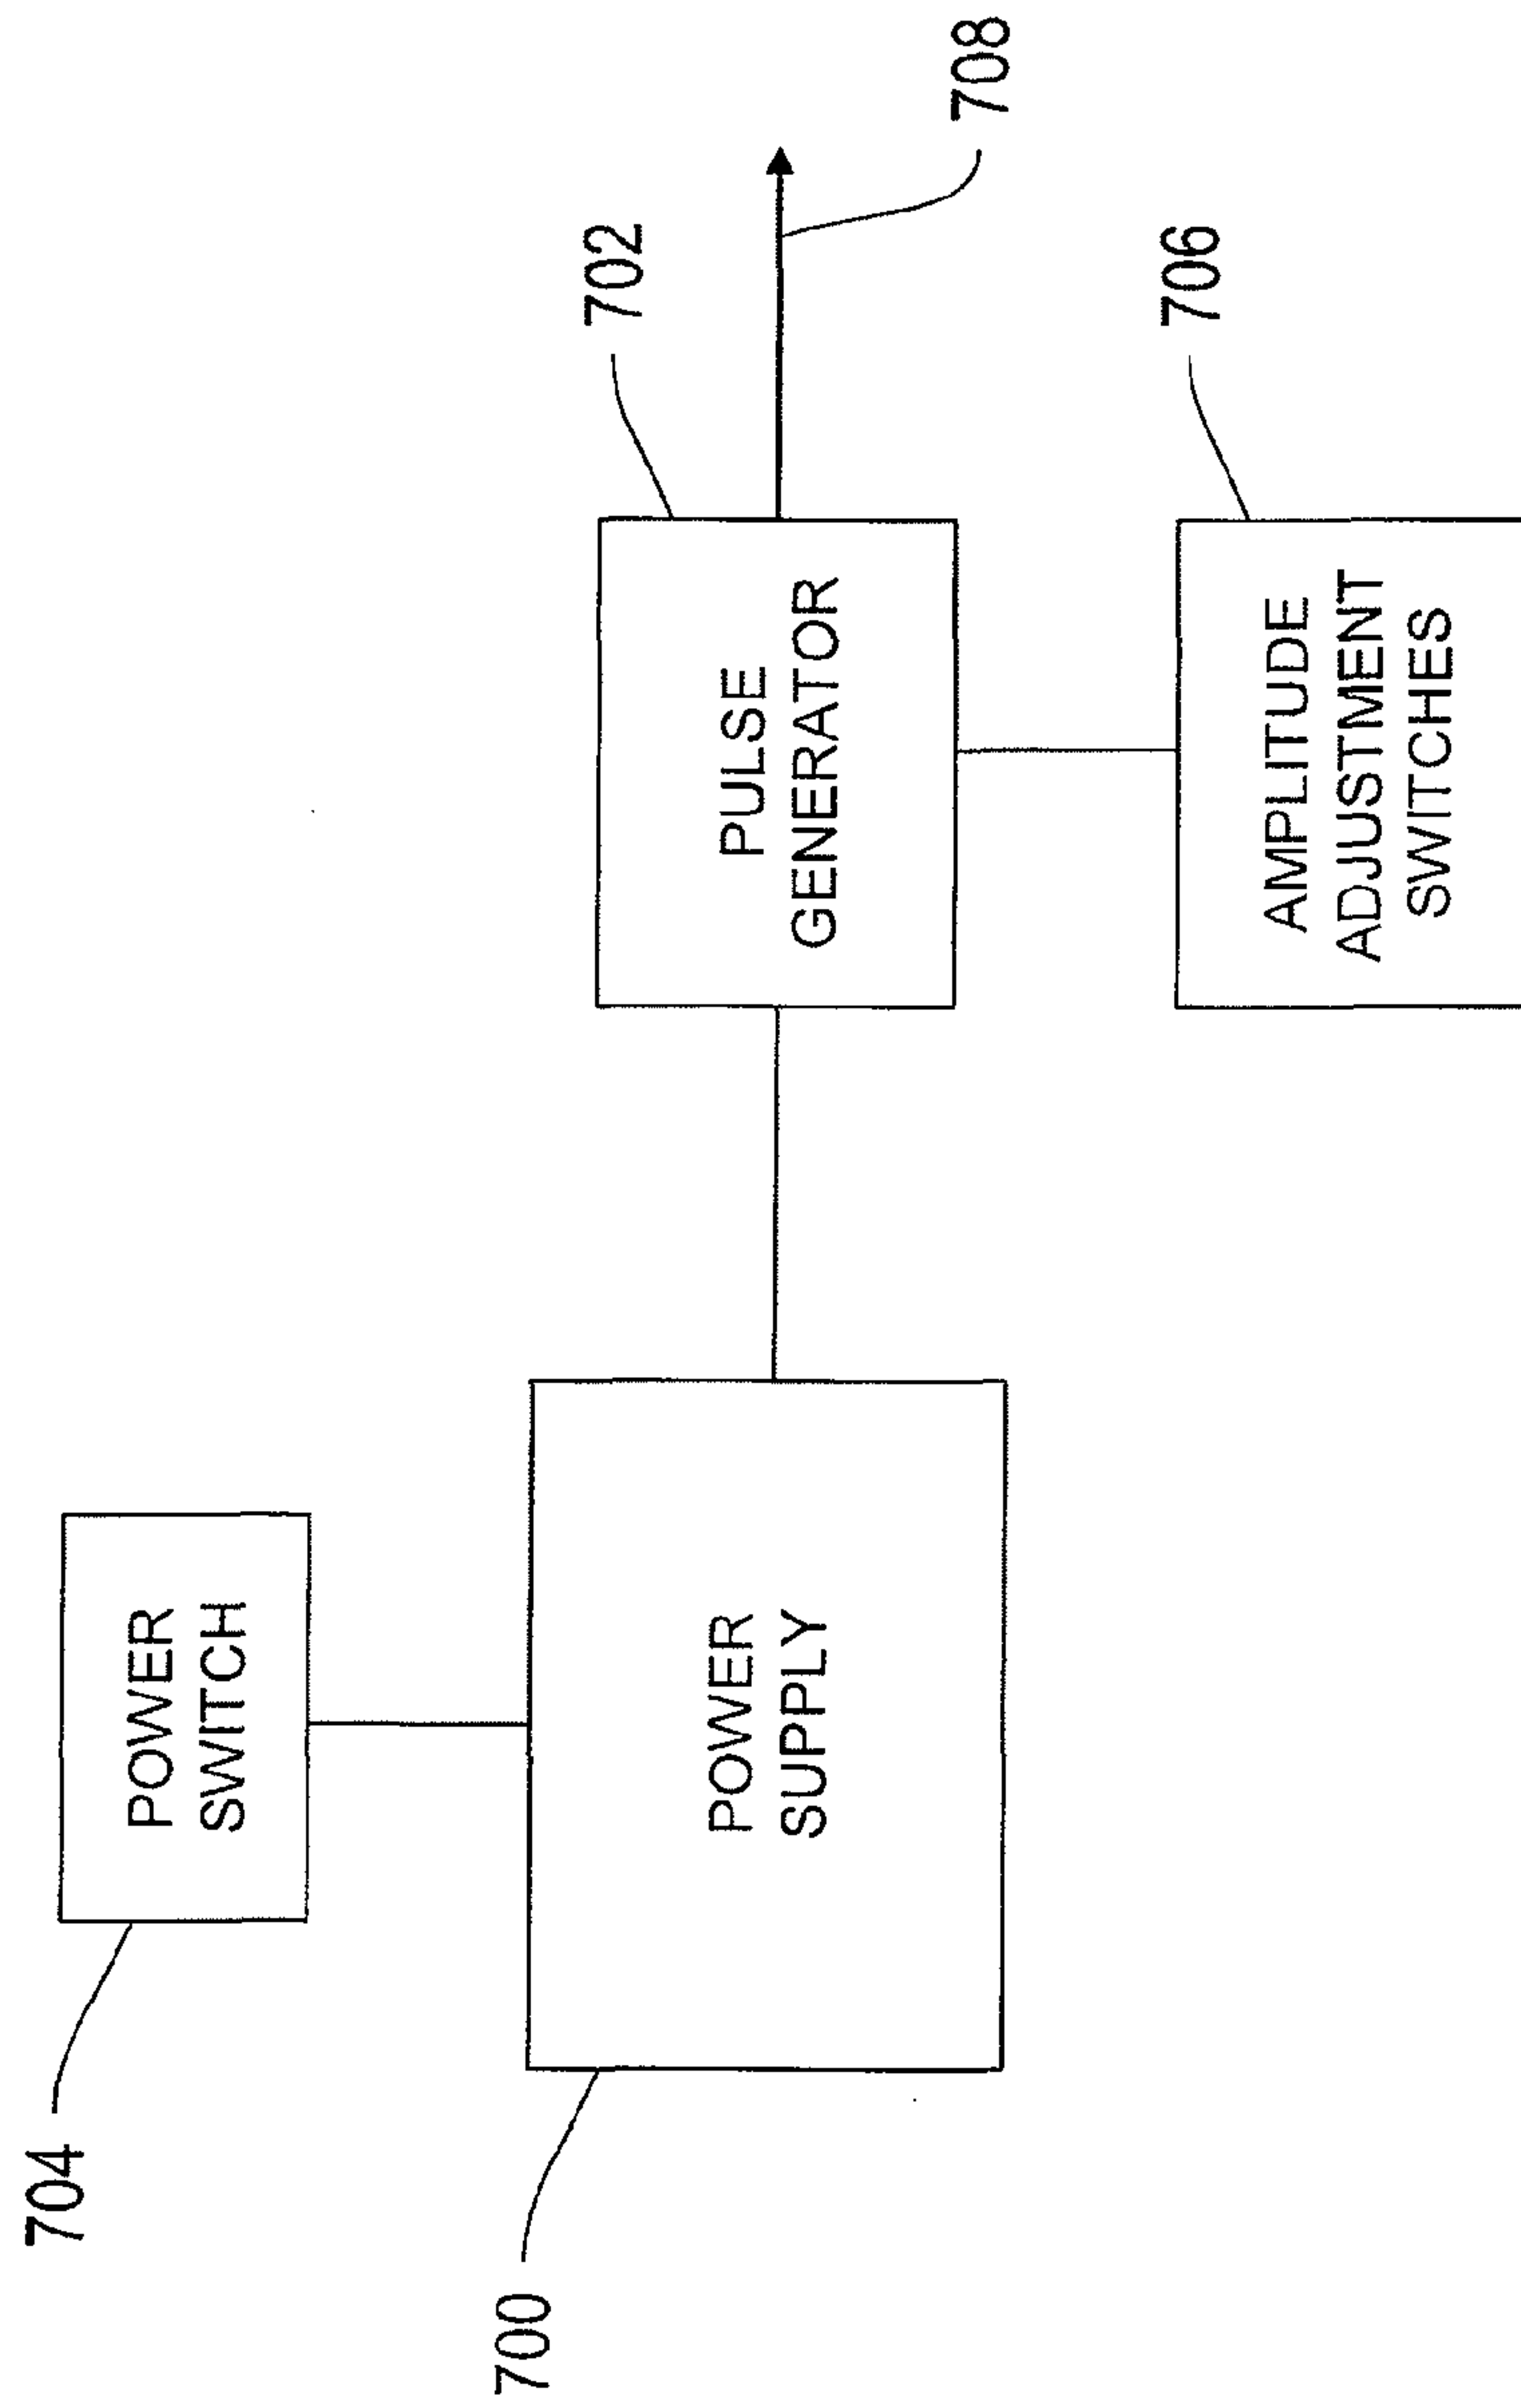 704
POWER
SWITCH
700
POWER
SUPPLY
702
PULSE
GENERATOR
708
706
AMPLITUDE
ADJUSTMENT
SWITCHES